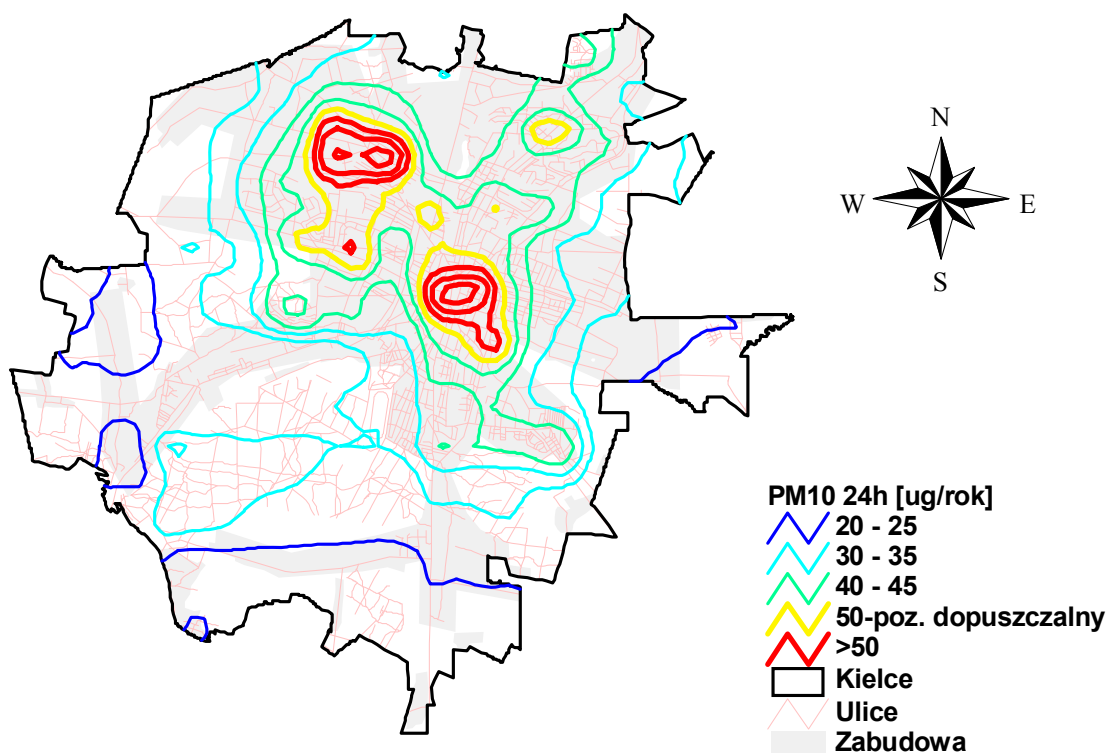 N
W
E
S
PM10 24h [ug/rok]
20 - 25
30 - 35
40 - 45
50-poz. dopuszczalny
>50
Kielce
Ulice
Zabudowa